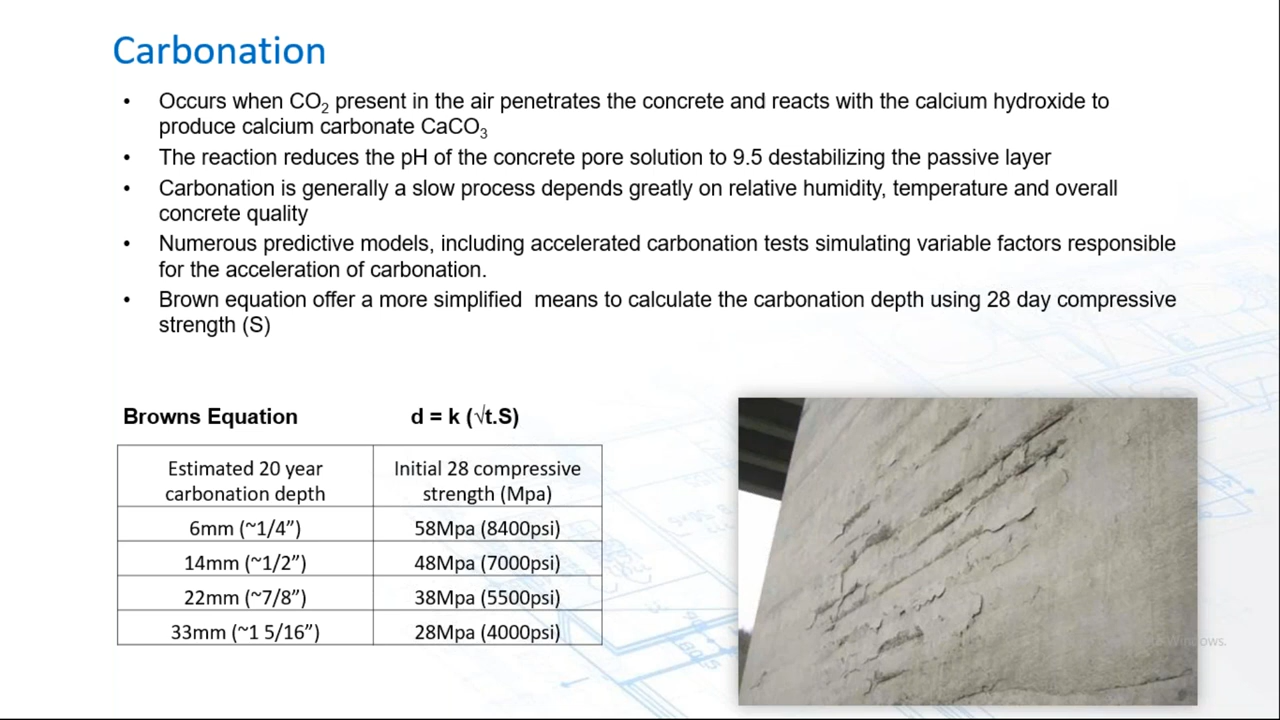 Carbonation
• Occurs when CO₂ present in the air penetrates the concrete and reacts with the calcium hydroxide to
produce calcium carbonate CaCO₃
• The reaction reduces the pH of the concrete pore solution to 9.5 destabilizing the passive layer
• Carbonation is generally a slow process depends greatly on relative humidity, temperature and overall
concrete quality
• Numerous predictive models, including accelerated carbonation tests simulating variable factors responsible
for the acceleration of carbonation.
• Brown equation offer a more simplified means to calculate the carbonation depth using 28 day compressive
strength (S)
Browns Equation d = k (√t.S)
Estimated 20 year
carbonation depth
Initial 28 compressive
strength (Mpa)
6mm (~1/4”) 58Mpa (8400psi)
14mm (~1/2”) 48Mpa (7000psi)
22mm (~7/8”) 38Mpa (5500psi)
33mm (~1 5/16”) 28Mpa (4000psi)